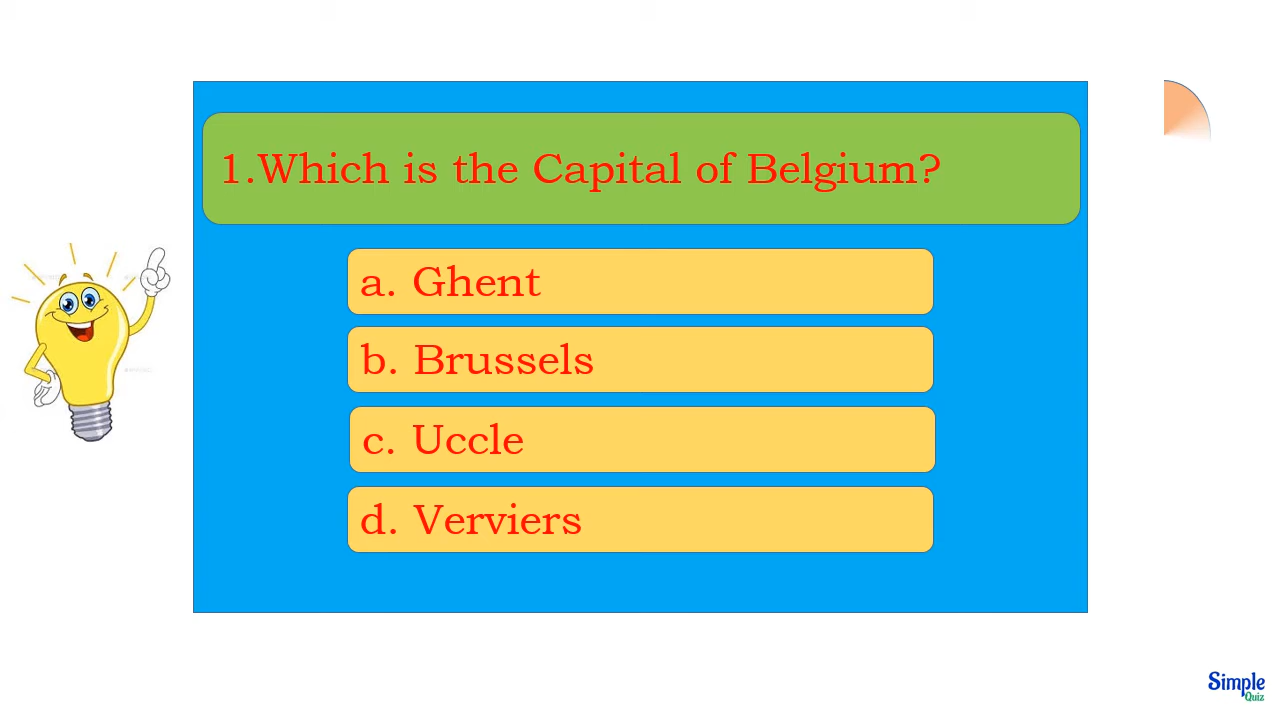 1.Which is the Capital of Belgium?
a. Ghent
b. Brussels
c. Uccle
d. Verviers
Simple
Quiz